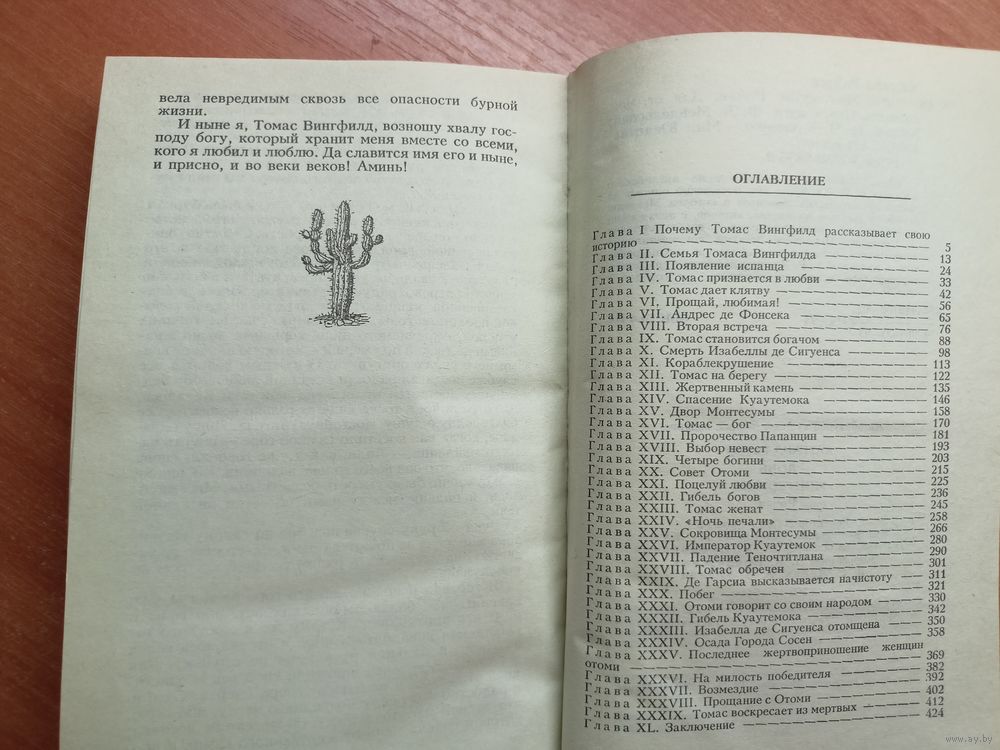 вела невредимым сквозь все опасности бурной
жизни.
И ныне я, Томас Вингфилд, возношу хвалу гос-
поду богу, который хранит меня вместе со всеми,
кого я любил и люблю. Да славится имя его и ныне,
и присно, и во веки веков! Аминь!
ОГЛАВЛЕНИЕ
Глава I Почему Томас Вингфилд рассказывает свою
историю 5
Глава II. Семья Томаса Вингфилда 13
Глава III. Появление испанца 24
Глава IV. Томас признается в любви 33
Глава V. Томас дает клятву 42
Глава VI. Прощай, любимая! 56
Глава VII. Андрес де Фонсека 65
Глава VIII. Вторая встреча 76
Глава IX. Томас становится богачом 88
Глава X. Смерть Изабеллы де Сигуенса 98
Глава XI. Кораблекрушение 113
Глава XII. Томас на берегу 122
Глава XIII. Жертвенный камень 135
Глава XIV. Спасение Куаутемока 146
Глава XV. Двор Монтесумы 158
Глава XVI. Томас — бог 170
Глава XVII. Пророчество Папанцин 181
Глава XVIII. Выбор невест 193
Глава XIX. Четыре богини 203
Глава XX. Совет Отоми 215
Глава XXI. Поцелуй любви 225
Глава XXII. Гибель богов 236
Глава XXIII. Томас женат 245
Глава XXIV. «Ночь печали» 258
Глава XXV. Сокровища Монтесумы 266
Глава XXVI. Император Куаутемок 280
Глава XXVII. Падение Теночтитлана 290
Глава XXVIII. Томас обречен 301
Глава XXIX. Де Гарсиа высказывается начистоту 311
Глава XXX. Побег 321
Глава XXXI. Отоми говорит со своим народом 330
Глава XXXII. Гибель Куаутемока 342
Глава XXXIII. Изабелла де Сигуенса отомщена 350
Глава XXXIV. Осада Города Сосен 358
Глава XXXV. Последнее жертвоприношение женщин
отоми 369
Глава XXXVI. На милость победителя 382
Глава XXXVII. Возмездие 392
Глава XXXVIII. Прощание с Отоми 402
Глава XXXIX. Томас воскресает из мертвых 412
Глава XL. Заключение 424
www.ay.by